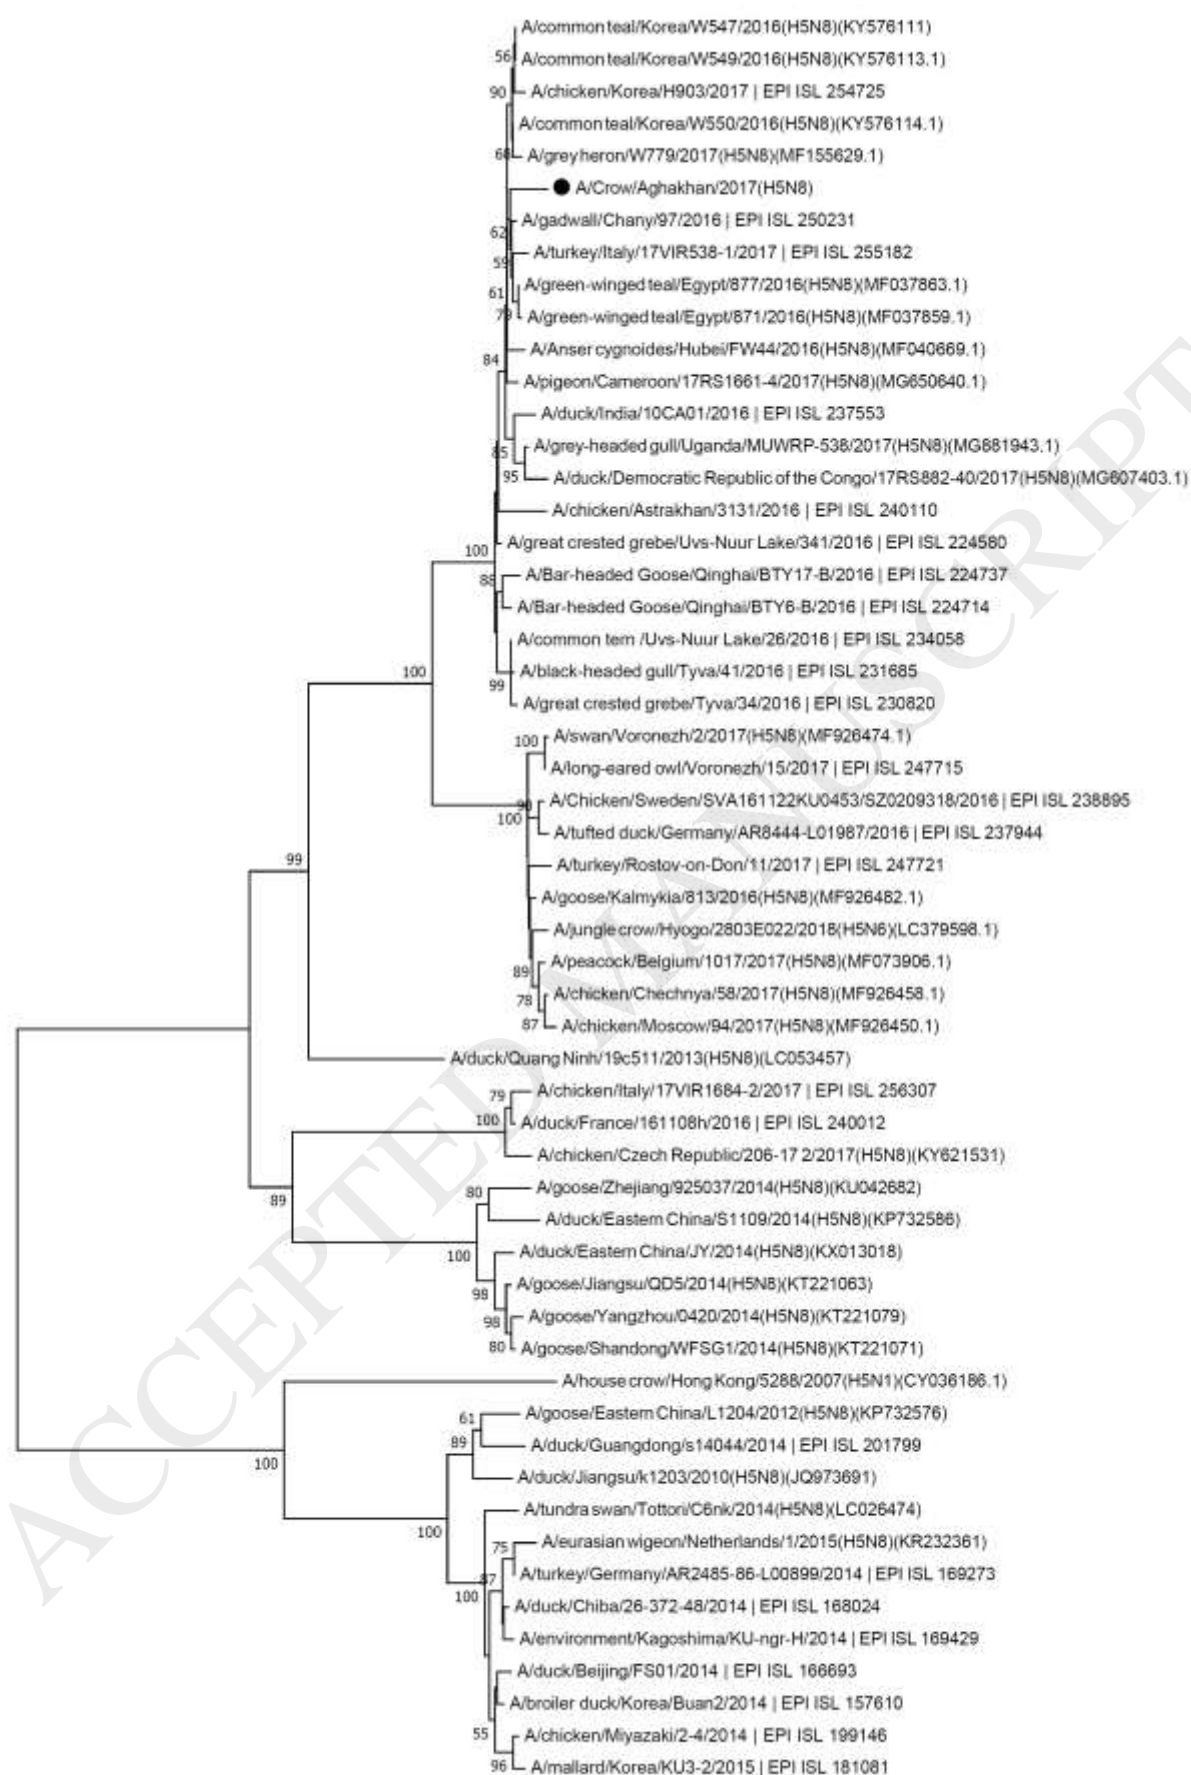 A/common teal/Korea/W547/2016(H5N8)(KY576111)
56
A/common teal/Korea/W549/2016(H5N8)(KY576113.1)
90
A/chicken/Korea/H903/2017 | EPI ISL 254725
A/common teal/Korea/W550/2016(H5N8)(KY576114.1)
A/grey heron/W779/2017(H5N8)(MF155629.1)
A/Crow/Aghakhan/2017(H5N8)
A/gadwall/Chany/97/2016 | EPI ISL 250231
62
A/turkey/Italy/17VIR538-1/2017 | EPI ISL 255182
59
A/green-winged teal/Egypt/877/2016(H5N8)(MF037863.1)
61
A/green-winged teal/Egypt/871/2016(H5N8)(MF037859.1)
A/Anser cygnoides/Hubei/FW44/2016(H5N8)(MF040669.1)
84
A/pigeon/Cameroon/17RS1661-4/2017(H5N8)(MG650640.1)
A/duck/India/10CA01/2016 | EPI ISL 237553
A/grey-headed gull/Uganda/MUWRP-538/2017(H5N8)(MG881943.1)
85
A/duck/Democratic Republic of the Congo/17RS882-40/2017(H5N8)(MG607403.1)
95
A/chicken/Astrakhan/3131/2016 | EPI ISL 240110
A/great crested grebe/Uvs-Nuur Lake/341/2016 | EPI ISL 224580
100
A/Bar-headed Goose/Qinghai/BTY17-B/2016 | EPI ISL 224737
88
A/Bar-headed Goose/Qinghai/BTY6-B/2016 | EPI ISL 224714
A/common tern /Uvs-Nuur Lake/26/2016 | EPI ISL 234058
100
A/black-headed gull/Tyva/41/2016 | EPI ISL 231685
99
A/great crested grebe/Tyva/34/2016 | EPI ISL 230820
A/swan/Voronezh/2/2017(H5N8)(MF926474.1)
100
A/long-eared owl/Voronezh/15/2017 | EPI ISL 247715
A/Chicken/Sweden/SVA161122KU0453/SZ0209318/2016 | EPI ISL 238895
100
A/tufted duck/Germany/AR8444-L01987/2016 | EPI ISL 237944
99
A/turkey/Rostov-on-Don/11/2017 | EPI ISL 247721
A/goose/Kalmykia/813/2016(H5N8)(MF926482.1)
A/jungle crow/Hyogo/2803E022/2018(H5N6)(LC379598.1)
A/peacock/Belgium/1017/2017(H5N8)(MF073906.1)
89
A/chicken/Chechnya/58/2017(H5N8)(MF926458.1)
78
A/chicken/Moscow/94/2017(H5N8)(MF926450.1)
87
A/duck/Quang Ninh/19c511/2013(H5N8)(LC053457)
A/chicken/Italy/17VIR1684-2/2017 | EPI ISL 256307
79
A/duck/France/161108h/2016 | EPI ISL 240012
100
A/chicken/Czech Republic/206-17 2/2017(H5N8)(KY621531)
A/goose/Zhejiang/925037/2014(H5N8)(KU042682)
80
89
A/duck/Eastern China/S1109/2014(H5N8)(KP732586)
A/duck/Eastern China/JY/2014(H5N8)(KX013018)
100
A/goose/Jiangsu/QD5/2014(H5N8)(KT221063)
98
A/goose/Yangzhou/0420/2014(H5N8)(KT221079)
98
A/goose/Shandong/WFSG1/2014(H5N8)(KT221071)
80
A/house crow/Hong Kong/5288/2007(H5N1)(CY036186.1)
A/goose/Eastern China/L1204/2012(H5N8)(KP732576)
61
A/duck/Guangdong/s14044/2014 | EPI ISL 201799
89
100
A/duck/Jiangsu/k1203/2010(H5N8)(JQ973691)
A/tundra swan/Tottori/C6nk/2014(H5N8)(LC026474)
100
A/eurasian wigeon/Netherlands/1/2015(H5N8)(KR232361)
75
A/turkey/Germany/AR2485-86-L00899/2014 | EPI ISL 169273
87
100
A/duck/Chiba/26-372-48/2014 | EPI ISL 168024
A/environment/Kagoshima/KU-ngr-H/2014 | EPI ISL 169429
A/duck/Beijing/FS01/2014 | EPI ISL 166693
A/broiler duck/Korea/Buan2/2014 | EPI ISL 157610
55
A/chicken/Miyazaki/2-4/2014 | EPI ISL 199146
96
A/mallard/Korea/KU3-2/2015 | EPI ISL 181081
ACCEPTED MANUSCRIPT